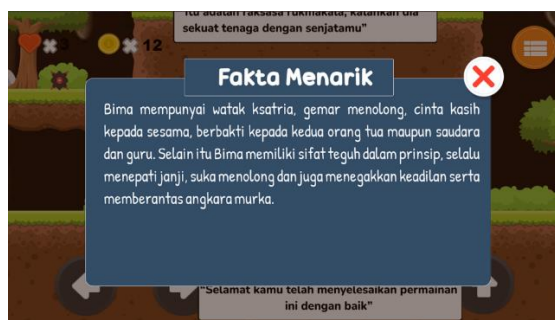 Itu adalah raksasa rukmakala, kalahkan dia
sekuat tenaga dengan senjatamu"
3
12
Fakta Menarik
Bima mempunyai watak ksatria, gemar menolong, cinta kasih
kepada sesama, berbakti kepada kedua orang tua maupun saudara
dan guru. Selain itu Bima memiliki sifat teguh dalam prinsip, selalu
menepati janji, suka menolong dan juga menegakkan keadilan serta
memberantas angkara murka.
"Selamat kamu telah menyelesaikan permainan
ini dengan baik"